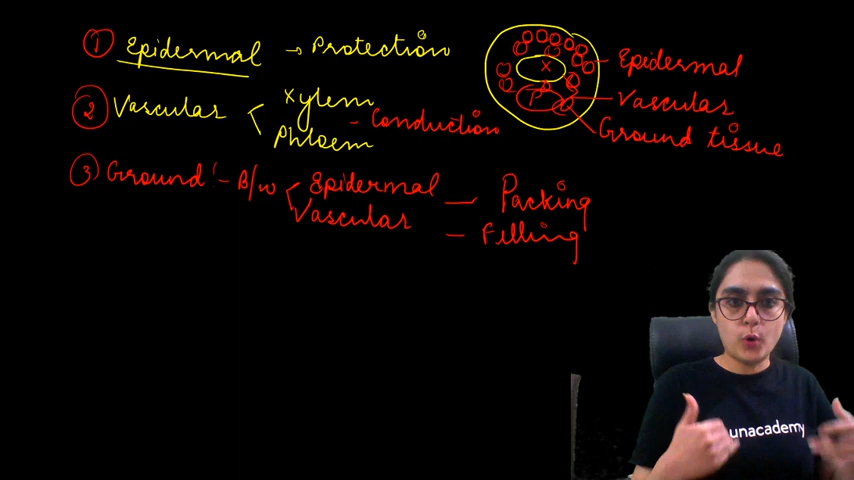 1 Epidermal → Protection
2 Vascular < Xylem
Phloem - Conduction
3 Ground - B/w < Epidermal
Vascular
— Packing
— Filling
X
P
Epidermal
Vascular
Ground tissue
unacademy